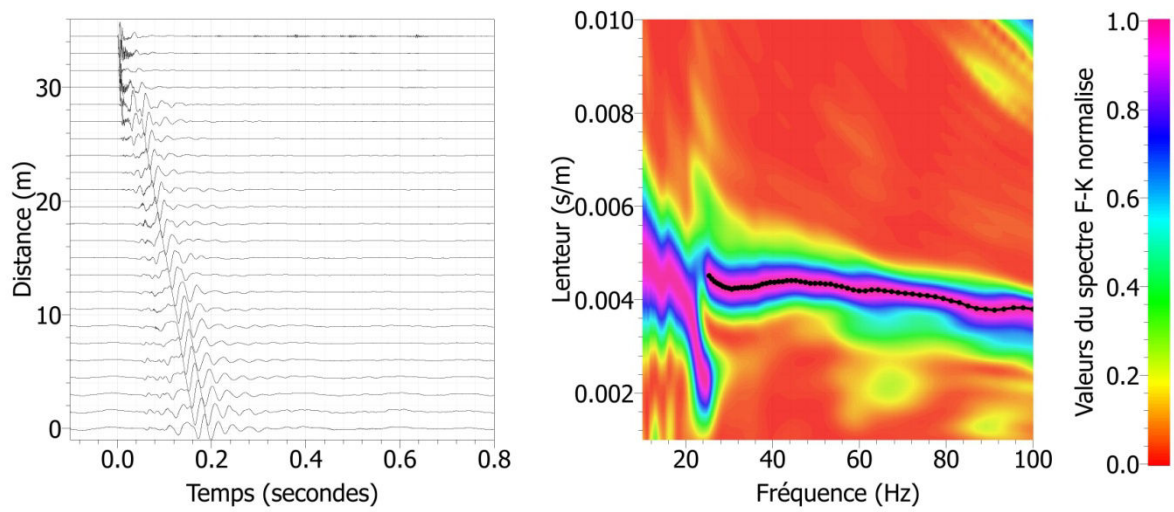 Distance (m)
30
20
10
0
0.0 0.2 0.4 0.6 0.8
Temps (secondes)
Lenteur (s/m)
0.010
0.008
0.006
0.004
0.002
20 40 60 80 100
Fréquence (Hz)
Valeurs du spectre F-K normalise
1.0
0.8
0.6
0.4
0.2
0.0